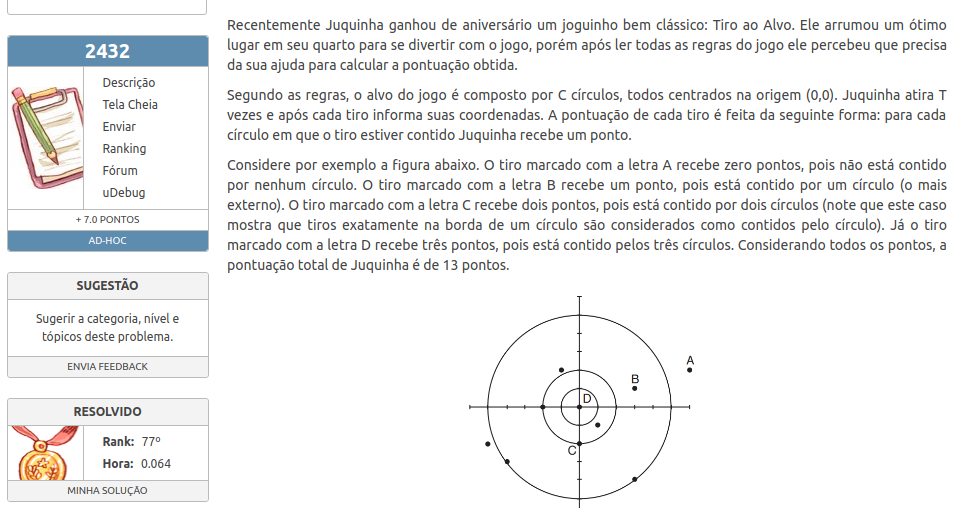 2432
Descrição
Tela Cheia
Enviar
Ranking
Fórum
uDebug
+ 7.0 PONTOS
AD-HOC
SUGESTÃO
Sugerir a categoria, nível e
tópicos deste problema.
ENVIA FEEDBACK
RESOLVIDO
Rank: 77º
Hora: 0.064
MINHA SOLUÇÃO
Recentemente Juquinha ganhou de aniversário um joguinho bem clássico: Tiro ao Alvo. Ele arrumou um ótimo
lugar em seu quarto para se divertir com o jogo, porém após ler todas as regras do jogo ele percebeu que precisa
da sua ajuda para calcular a pontuação obtida.
Segundo as regras, o alvo do jogo é composto por C círculos, todos centrados na origem (0,0). Juquinha atira T
vezes e após cada tiro informa suas coordenadas. A pontuação de cada tiro é feita da seguinte forma: para cada
círculo em que o tiro estiver contido Juquinha recebe um ponto.
Considere por exemplo a figura abaixo. O tiro marcado com a letra A recebe zero pontos, pois não está contido
por nenhum círculo. O tiro marcado com a letra B recebe um ponto, pois está contido por um círculo (o mais
externo). O tiro marcado com a letra C recebe dois pontos, pois está contido por dois círculos (note que este caso
mostra que tiros exatamente na borda de um círculo são considerados como contidos pelo círculo). Já o tiro
marcado com a letra D recebe três pontos, pois está contido pelos três círculos. Considerando todos os pontos, a
pontuação total de Juquinha é de 13 pontos.
A
B
D
C